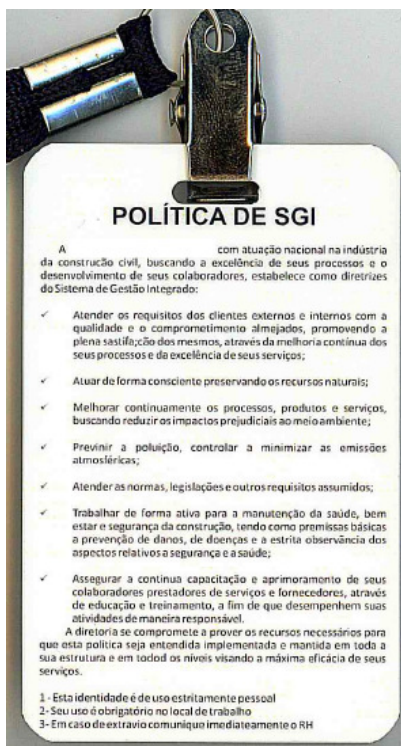 POLÍTICA DE SGI
A com atuação nacional na indústria
da construcão civil, buscando a excelência de seus processos e o
desenvolvimento de seus colaboradores, estabelece como diretrizes
do Sistema de Gestão Integrado:
✓ Atender os requisitos dos clientes externos e internos com a
qualidade e o comprometimento almejados, promovendo a
plena sastifa;cão dos mesmos, através da melhoria contínua dos
seus processos e da excelência de seus serviços;
✓ Atuar de forma consciente preservando os recursos naturais;
✓ Melhorar continuamente os processos, produtos e serviços,
buscando reduzir os impactos prejudiciais ao meio ambiente;
✓ Previnir a poluição, controlar a minimizar as emissões
atmosféricas;
✓ Atender as normas, legislações e outros requisitos assumidos;
✓ Trabalhar de forma ativa para a manutenção da saúde, bem
estar e segurança da construção, tendo como premissas básicas
a prevenção de danos, de doenças e a estrita observância dos
aspectos relativos a segurança e a saúde;
✓ Assegurar a continua capacitação e aprimoramento de seus
colaboradores prestadores de serviços e fornecedores, através
de educação e treinamento, a fim de que desempenhem suas
atividades de maneira responsável.
A diretoria se compromete a prover os recursos necessários para
que esta politica seja entendida implementada e mantida em toda a
sua estrutura e em todod os níveis visando a máxima eficácia de seus
serviços.
1 - Esta identidade é de uso estritamente pessoal
2- Seu uso é obrigatório no local de trabalho
3- Em caso de extravio comunique imediateamente o RH